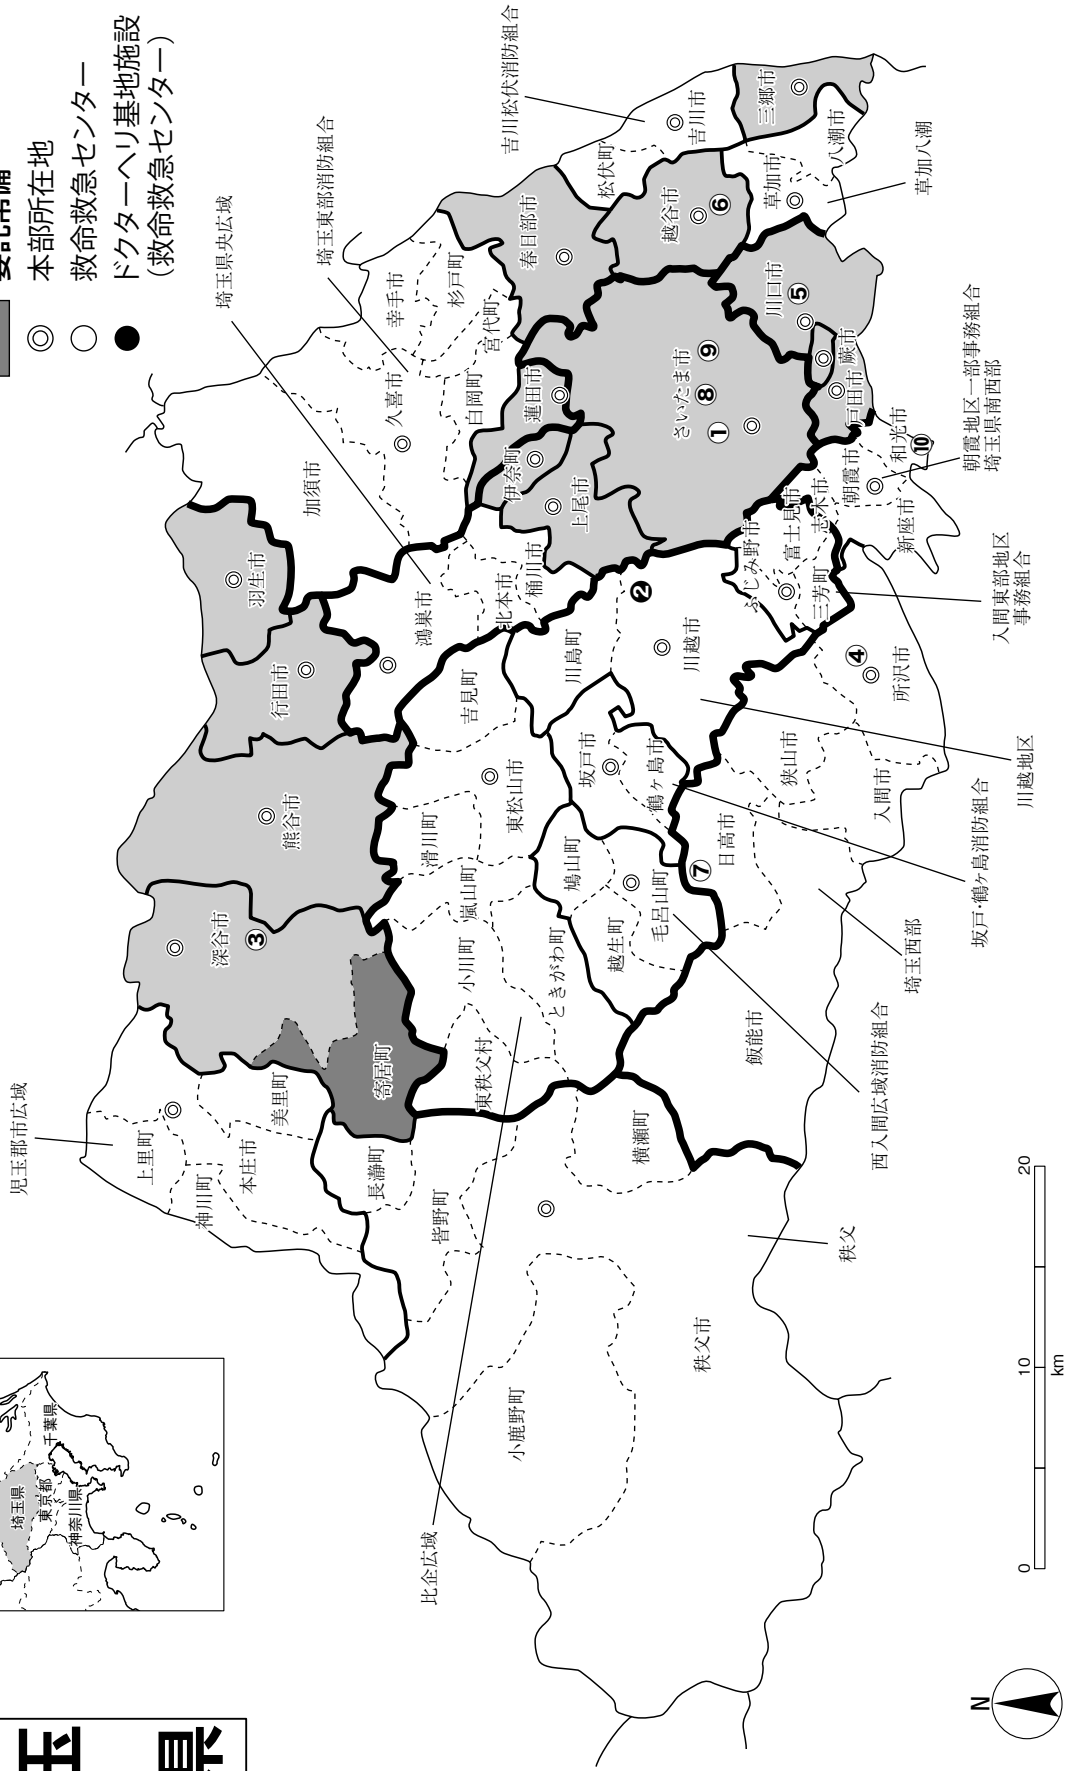 埼玉県
委託常備
◎ 本部所在地
○ 救命救急センター
● ドクターヘリ基地施設
(救命救急センター)
埼玉県
東京都
千葉県
神奈川県
児玉郡市広域
上里町
神川町
本庄市
美里町
長瀞町
皆野町
寄居町
深谷市
③
熊谷市
行田市
羽生市
加須市
埼玉県央広域
埼玉東部消防組合
久喜市
幸手市
杉戸町
宮代町
白岡町
蓮田市
伊奈町
上尾市
桶川市
北本市
鴻巣市
吉見町
川島町
東松山市
滑川町
嵐山町
小川町
ときがわ町
東秩父村
比企広域
鳩山町
越生町
毛呂山町
西入間広域消防組合
坂戸市
鶴ヶ島市
坂戸・鶴ヶ島消防組合
川越市
❷
川越地区
春日部市
吉川松伏消防組合
松伏町
吉川市
三郷市
越谷市
⑥
草加市
八潮市
草加八潮
川口市
⑤
蕨市
戸田市
さいたま市
①
⑧
⑨
和光市
⑩
朝霞市
志木市
新座市
朝霞地区一部事務組合
埼玉県南西部
富士見市
ふじみ野市
三芳町
入間東部地区
事務組合
所沢市
④
狭山市
入間市
日高市
⑦
飯能市
埼玉西部
横瀬町
秩父
秩父市
小鹿野町
0
10
20
km
N